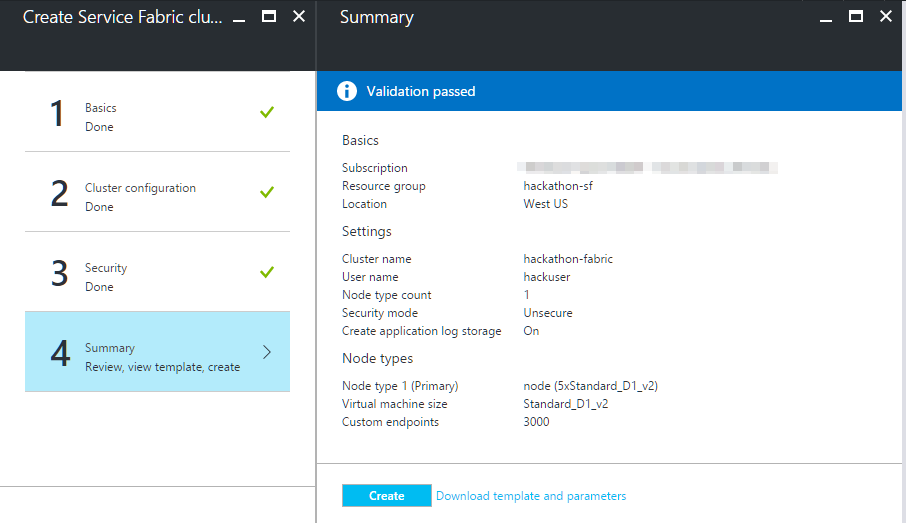 Create Service Fabric clu...
1
Basics
Done
2
Cluster configuration
Done
3
Security
Done
4
Summary
Review, view template, create
Summary
Validation passed
Basics
Subscription
Resource group hackathon-sf
Location West US
Settings
Cluster name hackathon-fabric
User name hackuser
Node type count 1
Security mode Unsecure
Create application log storage On
Node types
Node type 1 (Primary) node (5xStandard_D1_v2)
Virtual machine size Standard_D1_v2
Custom endpoints 3000
Create Download template and parameters